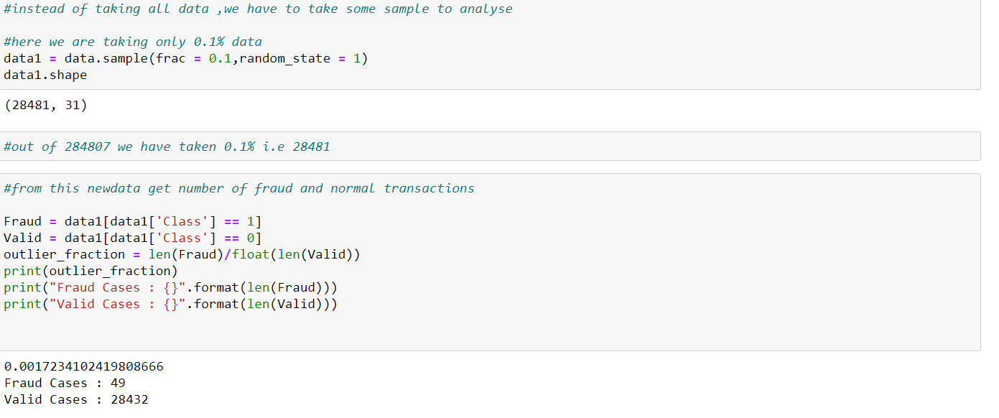 #instead of taking all data ,we have to take some sample to analyse
#here we are taking only 0.1% data
data1 = data.sample(frac = 0.1,random_state = 1)
data1.shape
(28481, 31)
#out of 284807 we have taken 0.1% i.e 28481
#from this newdata get number of fraud and normal transactions
Fraud = data1[data1['Class'] == 1]
Valid = data1[data1['Class'] == 0]
outlier_fraction = len(Fraud)/float(len(Valid))
print(outlier_fraction)
print("Fraud Cases : {}".format(len(Fraud)))
print("Valid Cases : {}".format(len(Valid)))
0.0017234102419808666
Fraud Cases : 49
Valid Cases : 28432